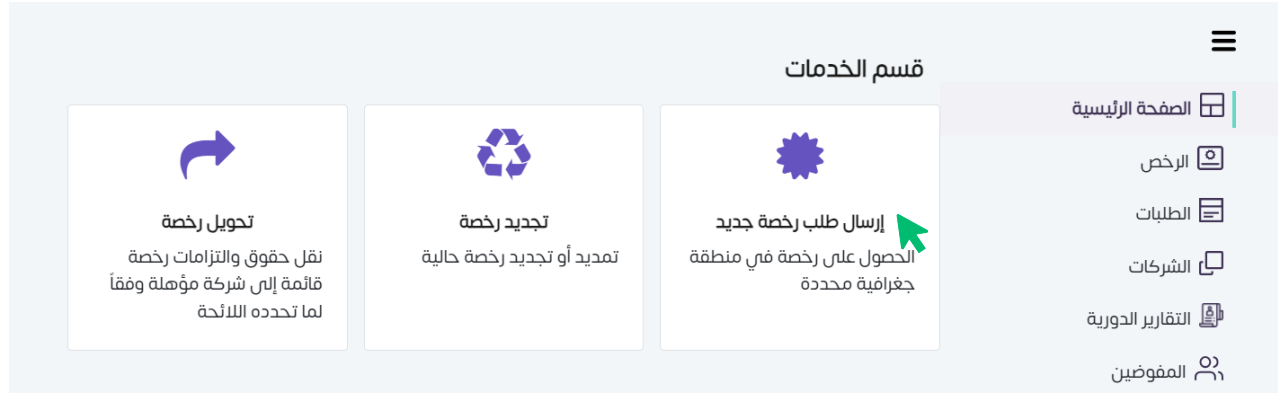 قسم الخدمات
الصفحة الرئيسية
الرخص
الطلبات
الشركات
التقارير الدورية
المفوضين
إرسال طلب رخصة جديد
الحصول على رخصة في منطقة
جغرافية محددة
تجديد رخصة
تمديد أو تجديد رخصة حالية
تحويل رخصة
نقل حقوق والتزامات رخصة
قائمة إلى شركة مؤهلة وفقاً
لما تحدده اللائحة